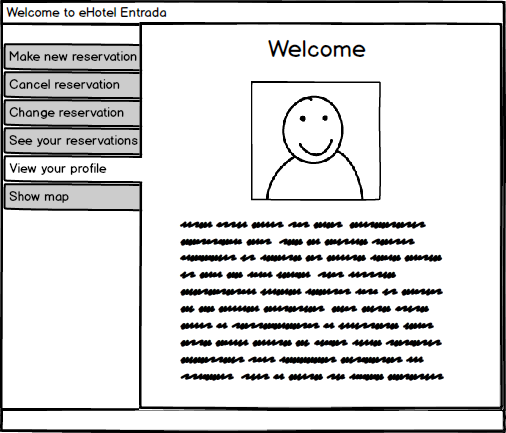 Welcome to eHotel Entrada
Make new reservation
Cancel reservation
Change reservation
See your reservations
View your profile
Show map
Welcome